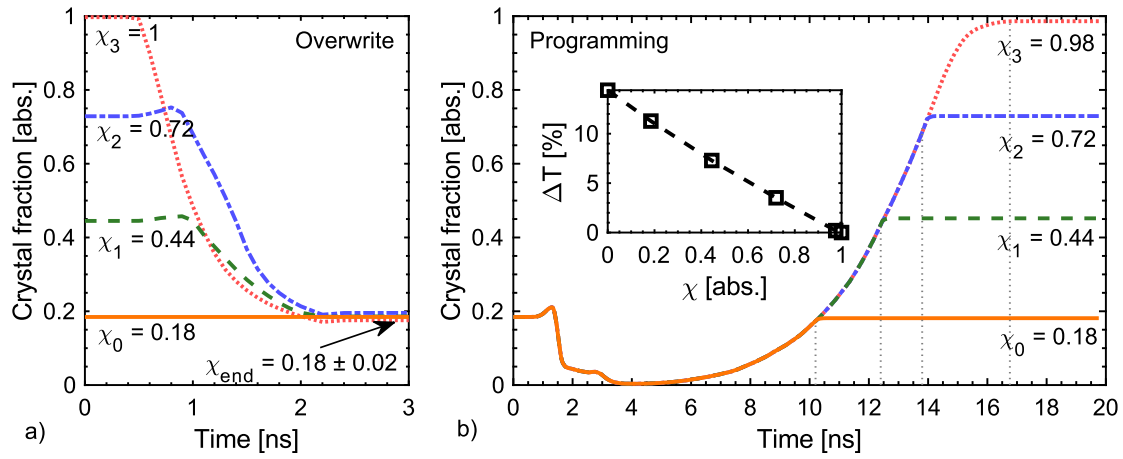 Overwrite
χ3 = 1
χ2 = 0.72
χ1 = 0.44
χ0 = 0.18
χend = 0.18 ± 0.02
Crystal fraction [abs.]
1
0.8
0.6
0.4
0.2
0
0 1 2 3
Time [ns]
a)
Programming
χ3 = 0.98
χ2 = 0.72
χ1 = 0.44
χ0 = 0.18
Crystal fraction [abs.]
1
0.8
0.6
0.4
0.2
0
0 2 4 6 8 10 12 14 16 18 20
Time [ns]
b)
ΔT [%]
10
5
0
0 0.2 0.4 0.6 0.8 1
χ [abs.]